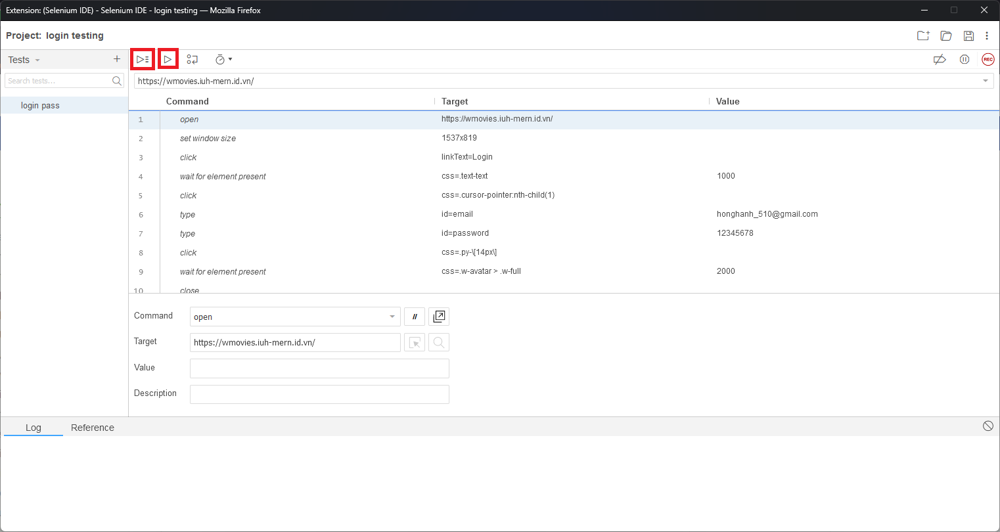 Extension: (Selenium IDE) - Selenium IDE - login testing — Mozilla Firefox
Project: login testing
Tests
REC
Search tests...
https://wmovies.iuh-mern.id.vn/
login pass
Command Target Value
1 open https://wmovies.iuh-mern.id.vn/
2 set window size 1537x819
3 click linkText=Login
4 wait for element present css=.text-text 1000
5 click css=.cursor-pointer:nth-child(1)
6 type id=email honghanh_510@gmail.com
7 type id=password 12345678
8 click css=.py-\[14px\]
9 wait for element present css=.w-avatar > .w-full 2000
10 close
Command open //
Target https://wmovies.iuh-mern.id.vn/
Value
Description
Log Reference